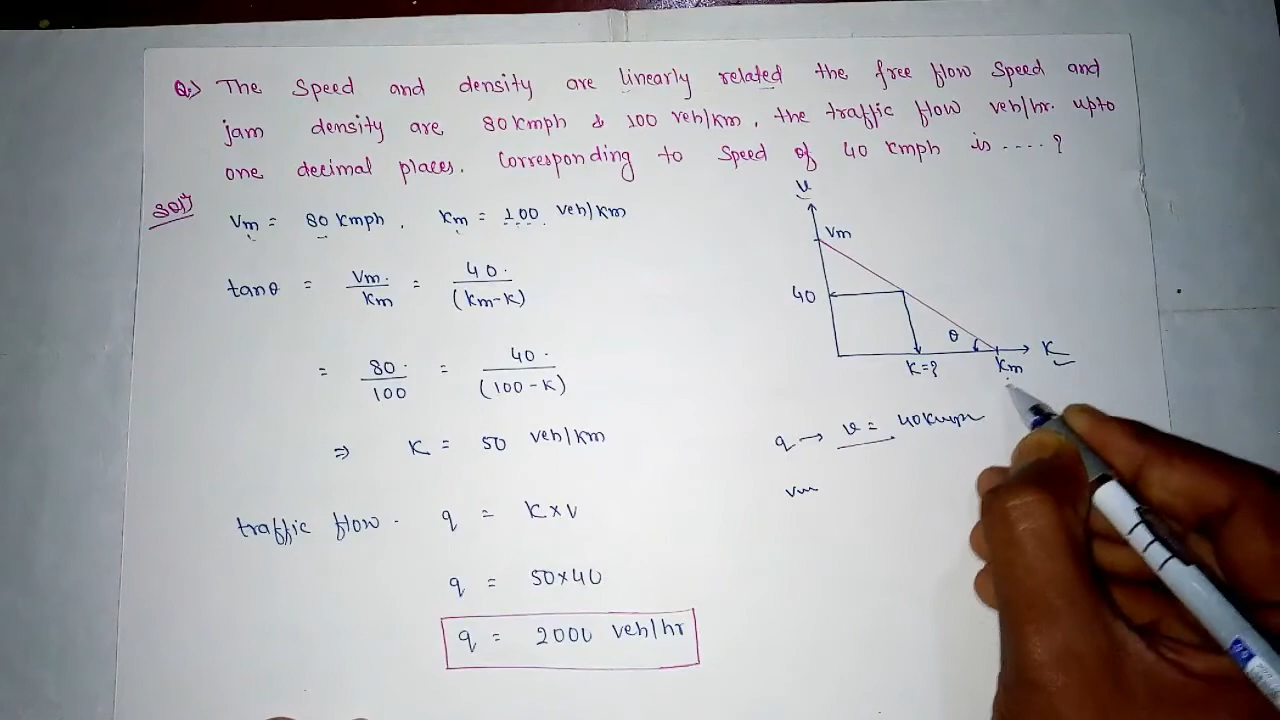 Q:) The Speed and density are linearly related the free flow Speed and
jam density are 80 Kmph & 100 veh/km, the traffic flow veh/hr. upto
one decimal places. Corresponding to Speed of 40 kmph is ....?
Sol)
Vm = 80 Kmph, Km = 100 veh/km
tanθ = Vm/Km = 40/(Km-K)
= 80/100 = 40/(100-K)
⇒ K = 50 veh/km
traffic flow. q = K×V
q = 50×40
q = 2000 veh/hr
v
Vm
40
θ
K
K=?
Km
q → v = 40Kmph
Vm